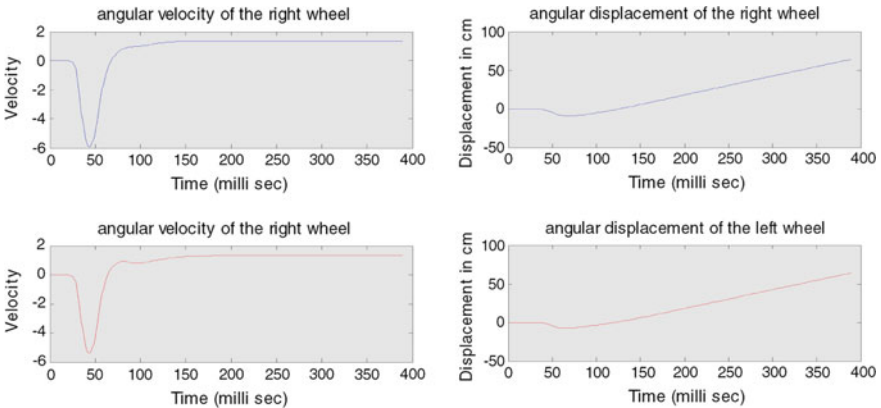 angular velocity of the right wheel
2
0
-2
-4
-6
Velocity
0 50 100 150 200 250 300 350 400
Time (milli sec)
angular displacement of the right wheel
100
50
0
-50
Displacement in cm
0 50 100 150 200 250 300 350 400
Time (milli sec)
angular velocity of the right wheel
2
0
-2
-4
-6
Velocity
0 50 100 150 200 250 300 350 400
Time (milli sec)
angular displacement of the left wheel
100
50
0
-50
Displacement in cm
0 50 100 150 200 250 300 350 400
Time (milli sec)